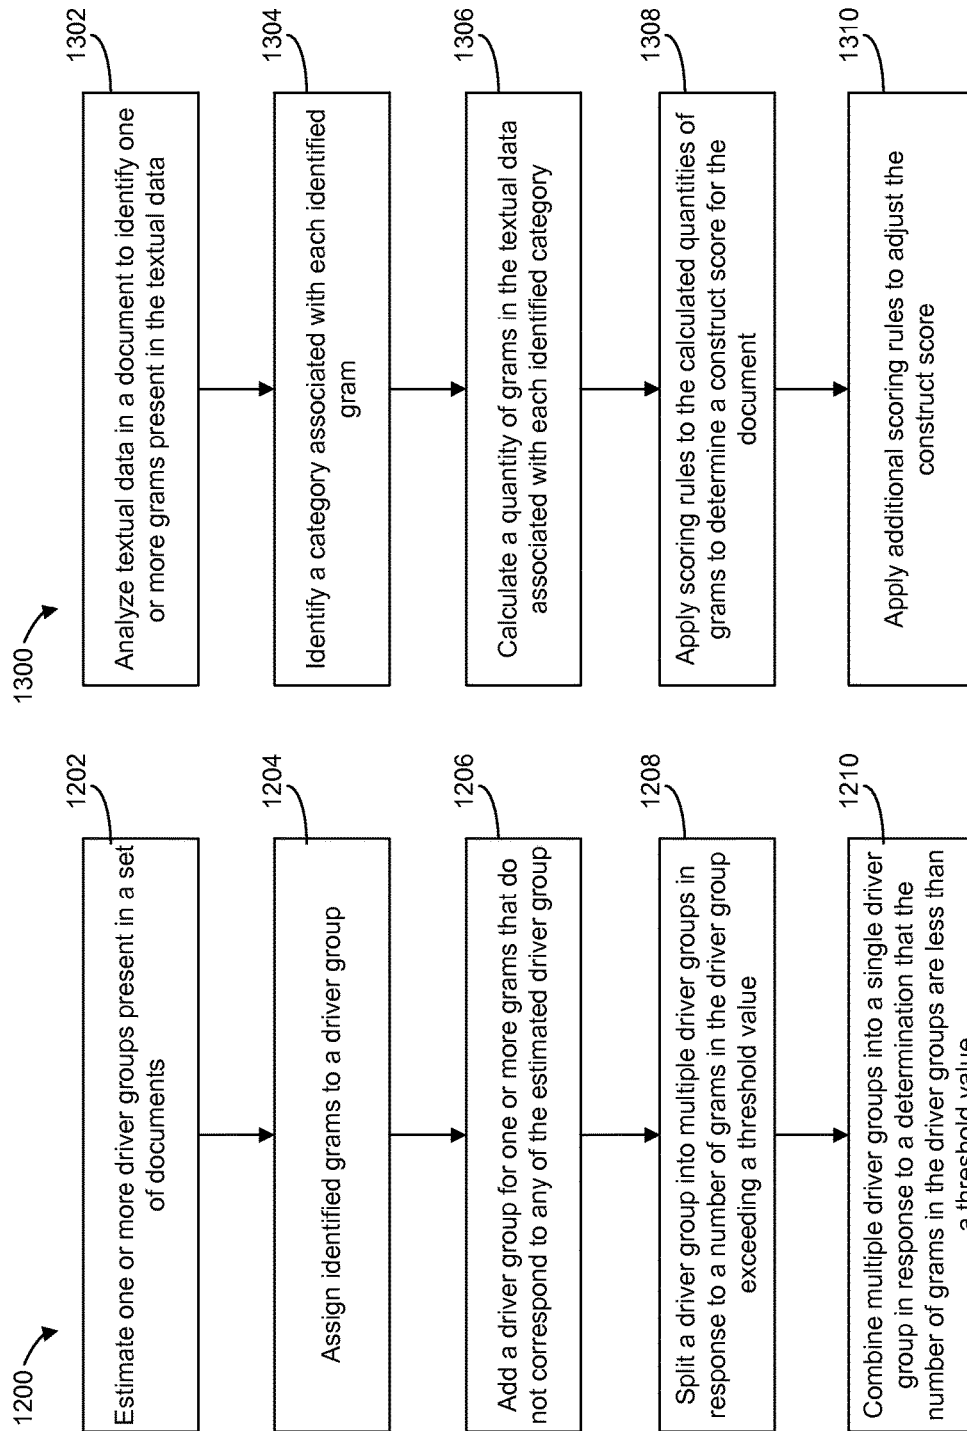 1200
1202
Estimate one or more driver groups present in a set
of documents
1204
Assign identified grams to a driver group
1206
Add a driver group for one or more grams that do
not correspond to any of the estimated driver group
1208
Split a driver group into multiple driver groups in
response to a number of grams in the driver group
exceeding a threshold value
1210
Combine multiple driver groups into a single driver
group in response to a determination that the
number of grams in the driver groups are less than
a threshold value
1300
1302
Analyze textual data in a document to identify one
or more grams present in the textual data
1304
Identify a category associated with each identified
gram
1306
Calculate a quantity of grams in the textual data
associated with each identified category
1308
Apply scoring rules to the calculated quantities of
grams to determine a construct score for the
document
1310
Apply additional scoring rules to adjust the
construct score